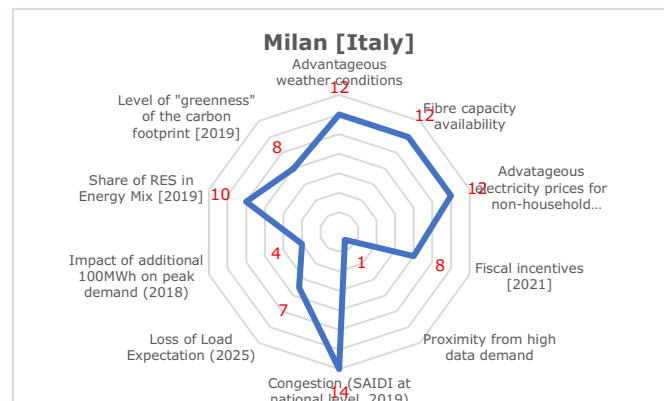 Milan [Italy]
Advantageous
weather conditions
12
Fibre capacity
availability
12
Advatageous
electricity prices for
non-household...
12
Fiscal incentives
[2021]
8
Proximity from high
data demand
1
Congestion (SAIDI at
national level, 2019)
14
Loss of Load
Expectation (2025)
7
Impact of additional
100MWh on peak
demand (2018)
4
Share of RES in
Energy Mix [2019]
10
Level of "greenness"
of the carbon
footprint [2019]
8